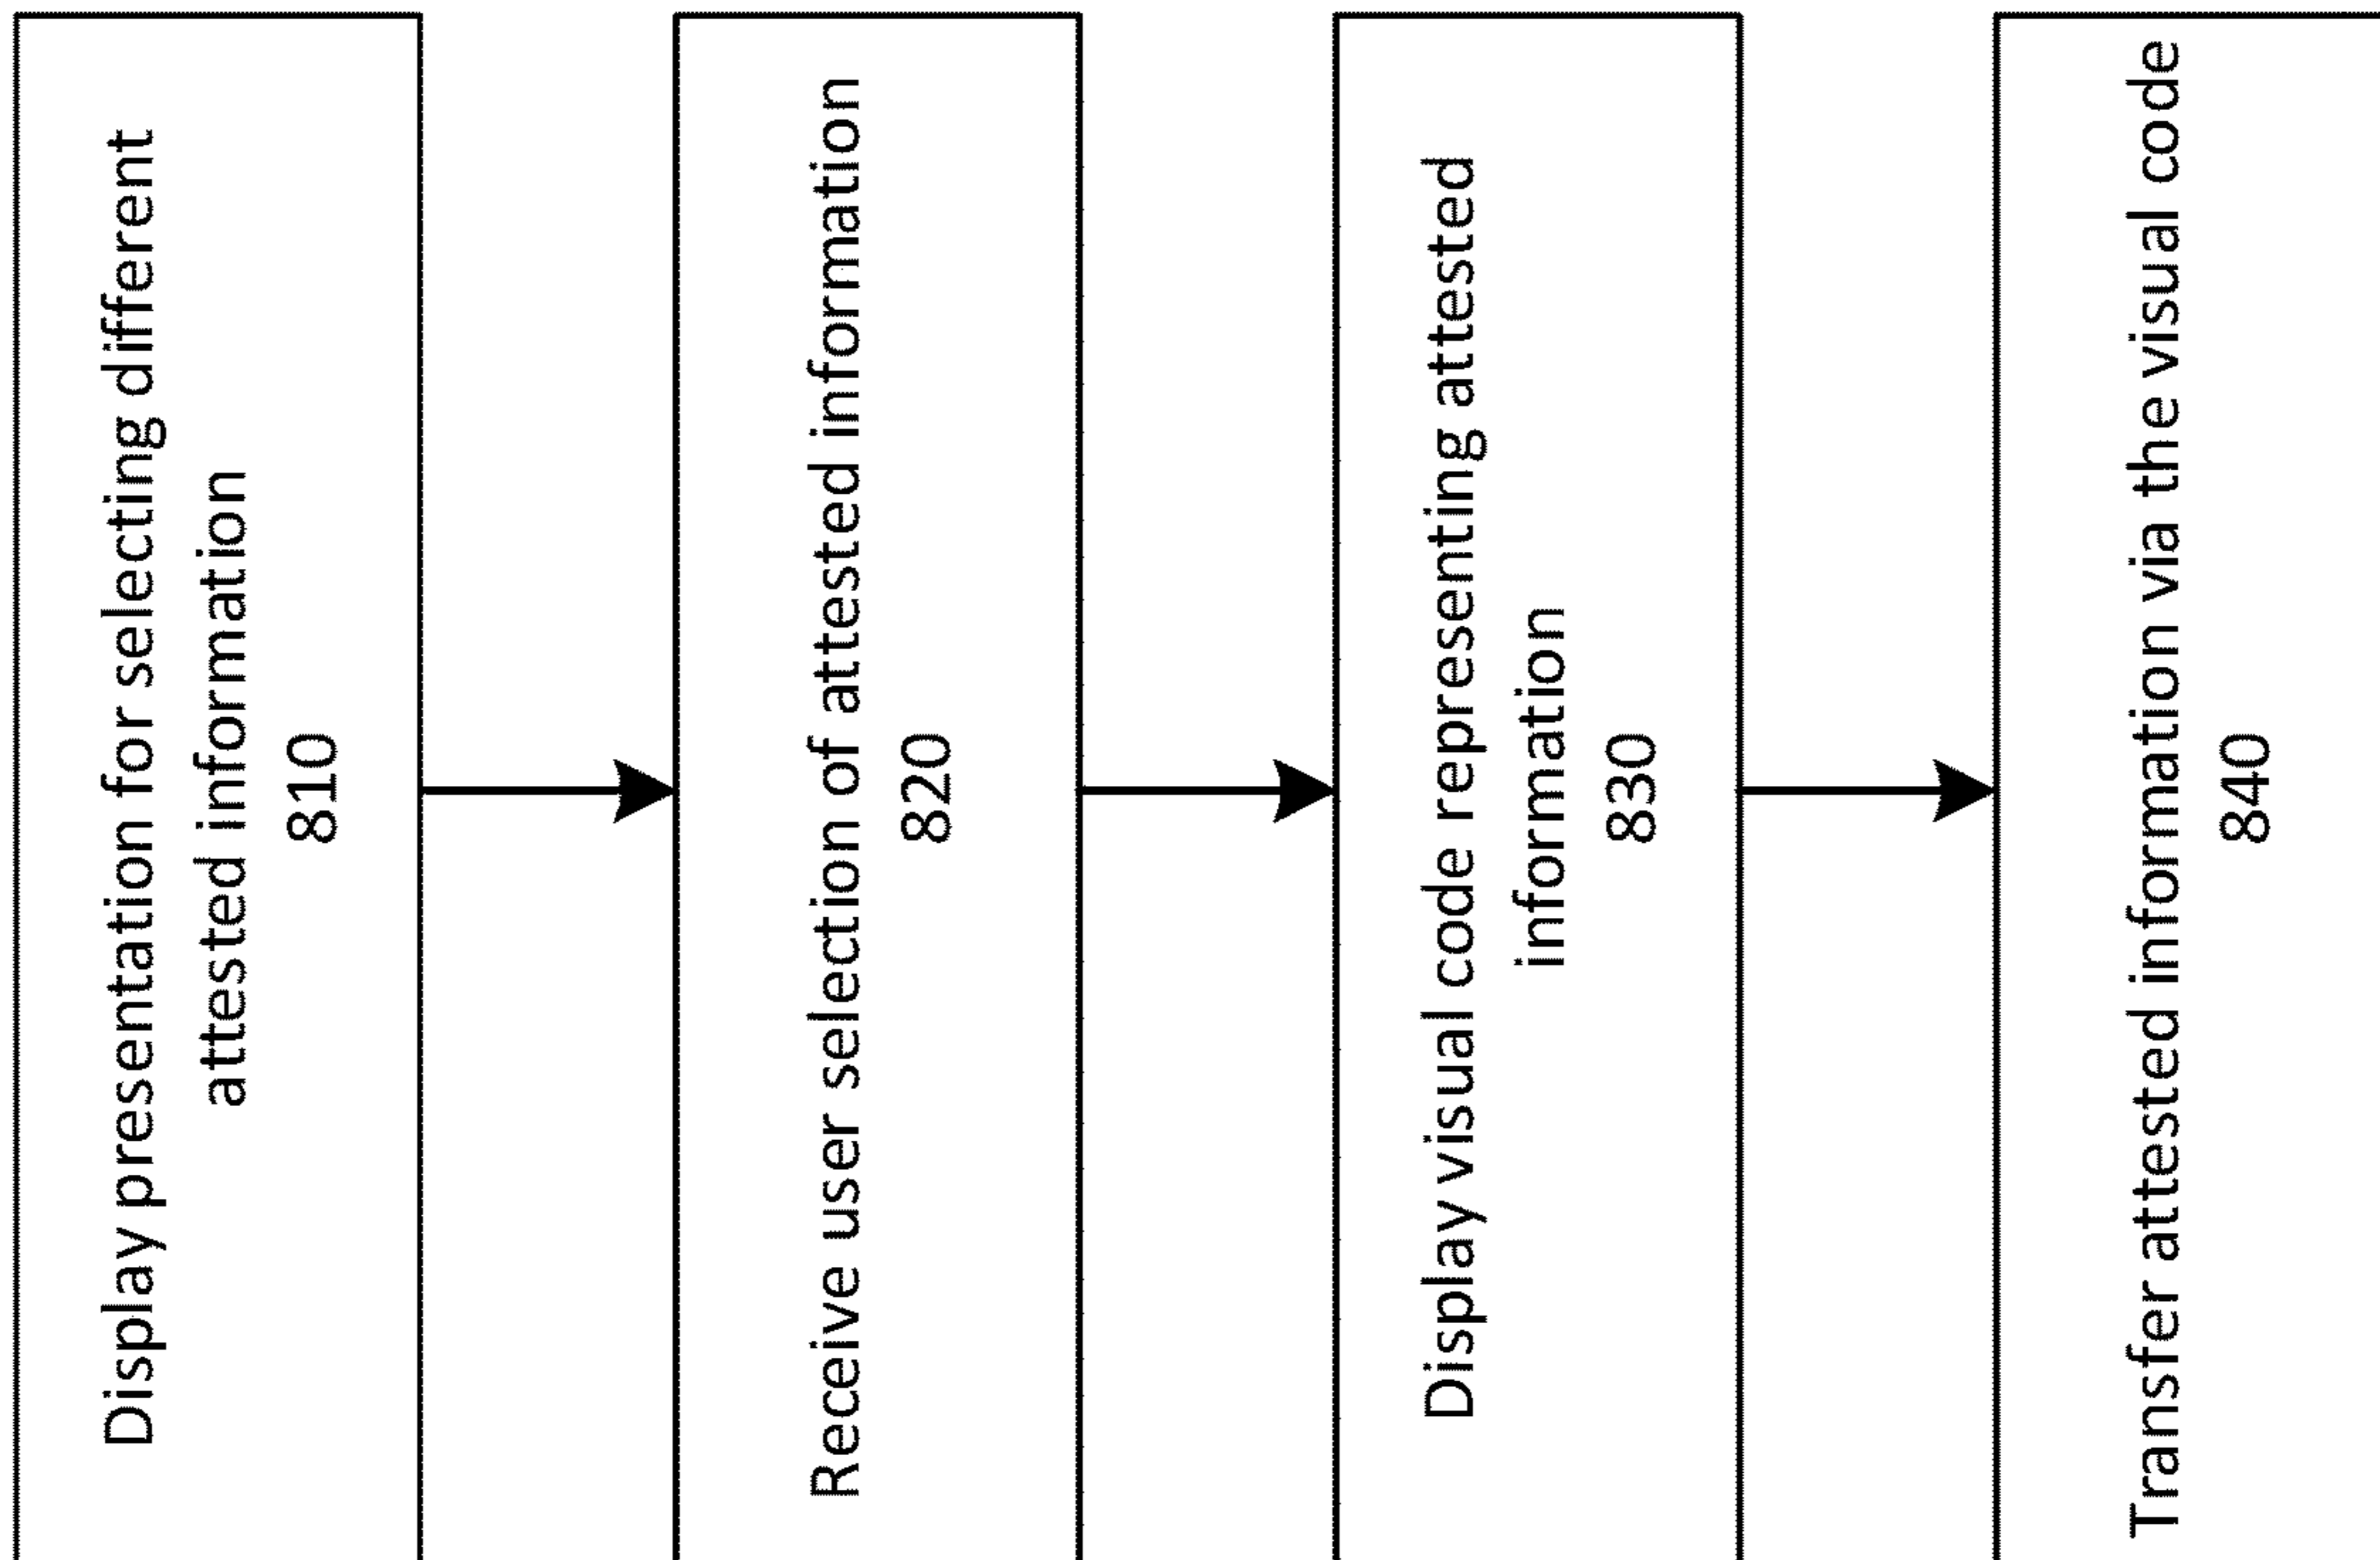 Display presentation for selecting different
attested information
810
Receive user selection of attested information
820
Display visual code representing attested
information
830
Transfer attested information via the visual code
840